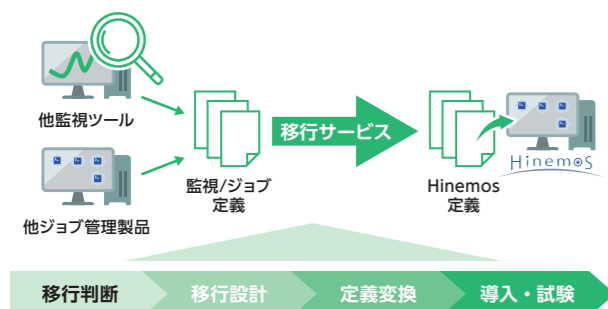 他監視ツール
他ジョブ管理製品
監視/ジョブ
定義
移行サービス
Hinemos
定義
Hinemos
移行判断
移行設計
定義変換
導入・試験